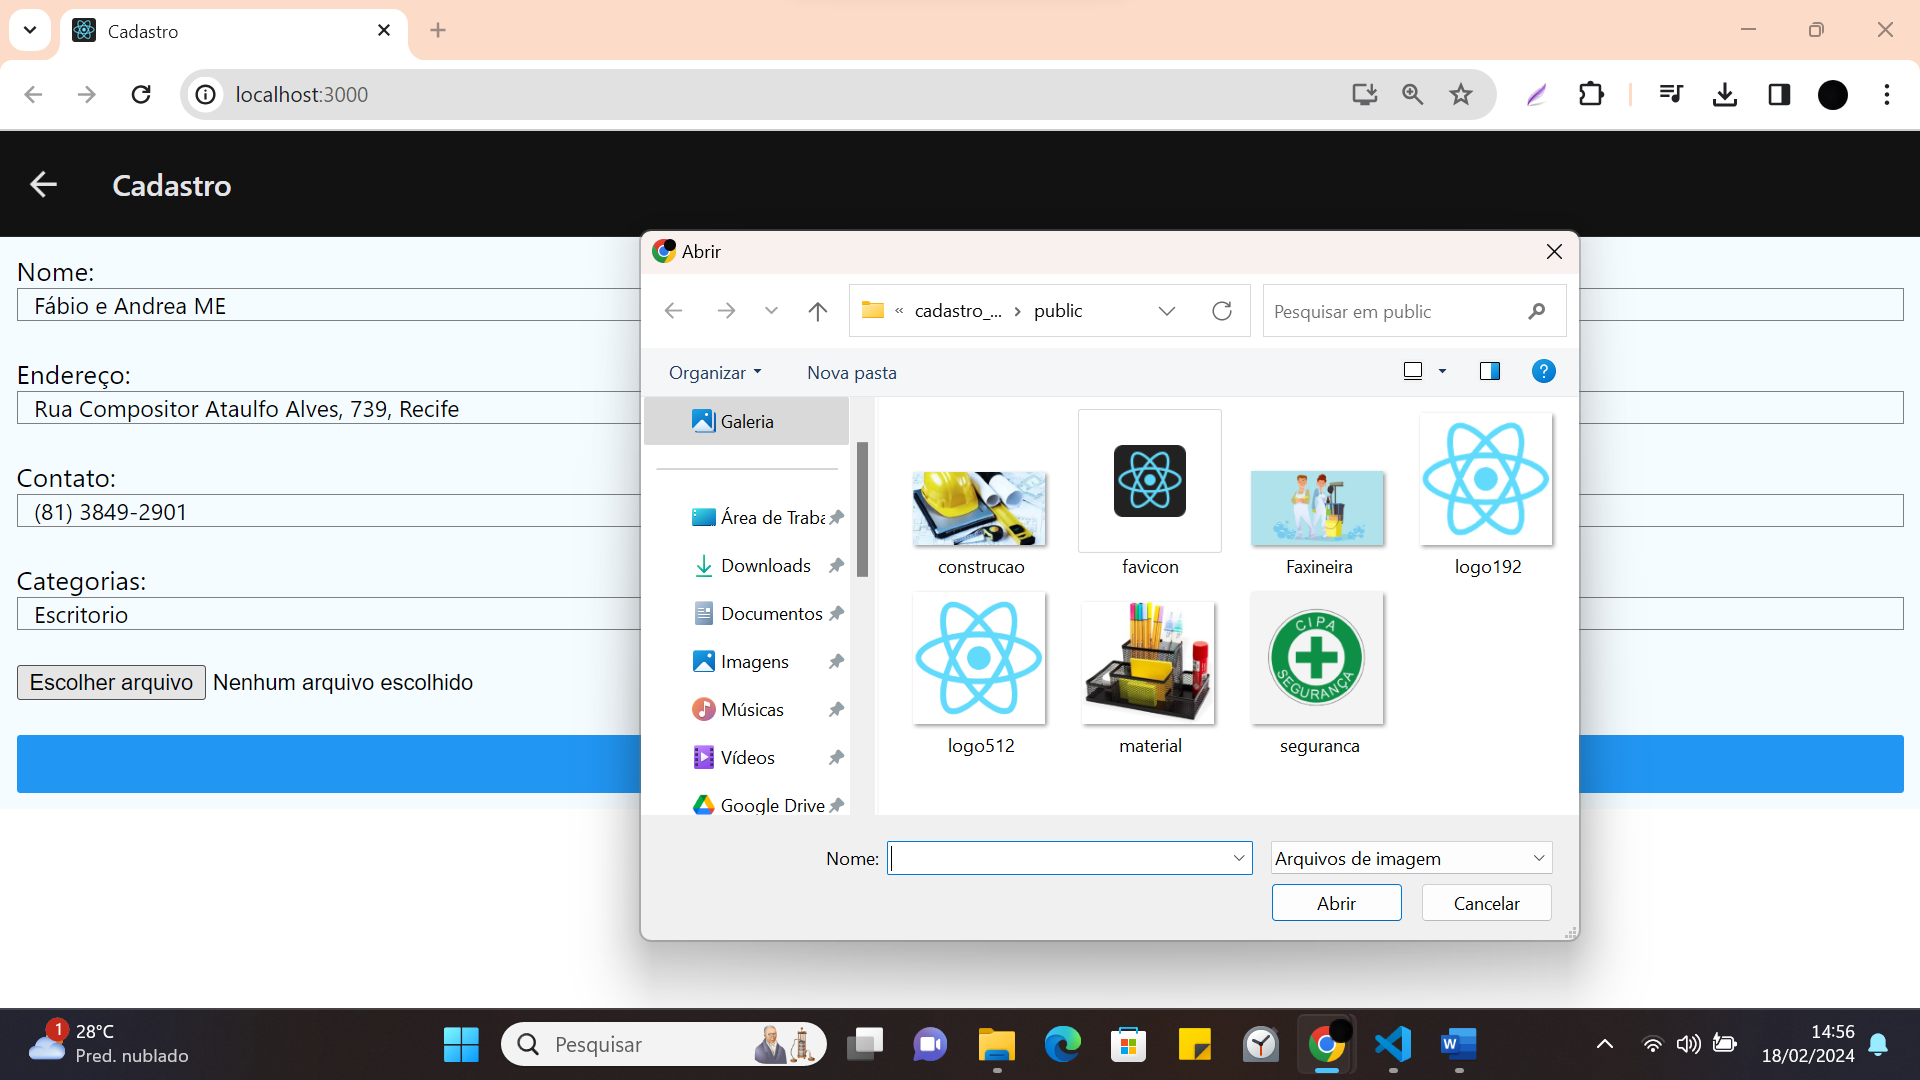 Cadastro
localhost:3000
Cadastro
Nome:
Fábio e Andrea ME
Endereço:
Rua Compositor Ataulfo Alves, 739, Recife
Contato:
(81) 3849-2901
Categorias:
Escritorio
Escolher arquivo Nenhum arquivo escolhido
Abrir
« cadastro_... › public
Pesquisar em public
Organizar
Nova pasta
?
Galeria
Área de Traba
Downloads
Documentos
Imagens
Músicas
Vídeos
Google Drive
construcao
favicon
Faxineira
logo192
CIPA
SEGURANÇA
logo512
material
seguranca
Nome:
Arquivos de imagem
Abrir
Cancelar
1
28°C
Pred. nublado
Pesquisar
W
14:56
18/02/2024